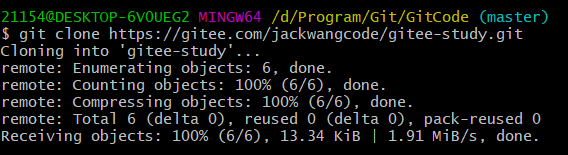 21154@DESKTOP-6V0UEG2 MINGW64 /d/Program/Git/GitCode (master)
$ git clone https://gitee.com/jackwangcode/gitee-study.git
Cloning into 'gitee-study'...
remote: Enumerating objects: 6, done.
remote: Counting objects: 100% (6/6), done.
remote: Compressing objects: 100% (6/6), done.
remote: Total 6 (delta 0), reused 0 (delta 0), pack-reused 0
Receiving objects: 100% (6/6), 13.34 KiB | 1.91 MiB/s, done.